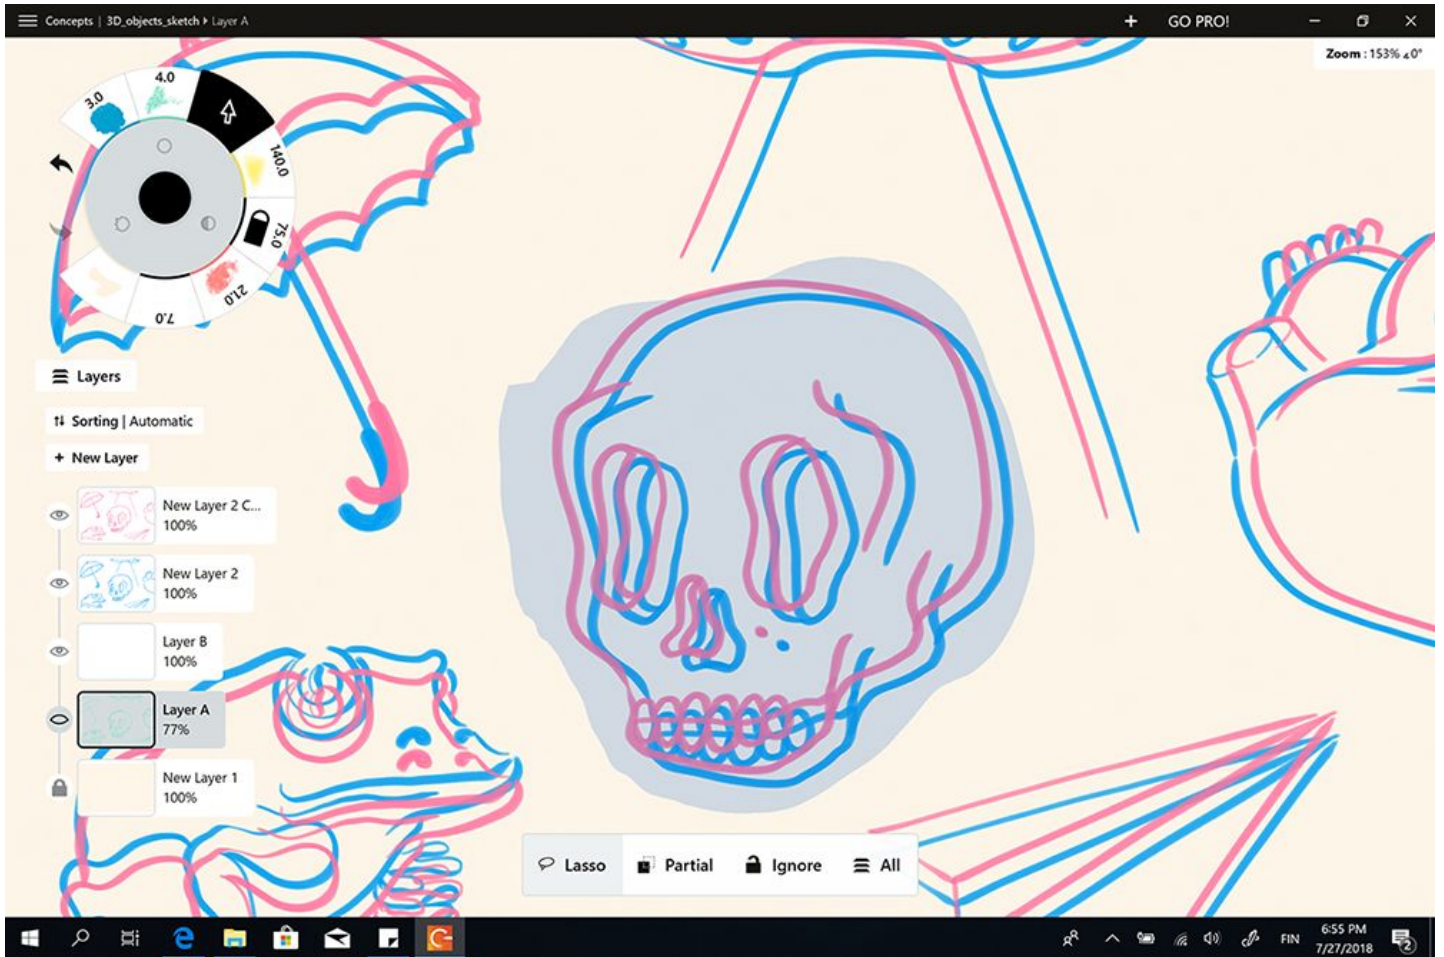 Concepts | 3D_objects_sketch ▸ Layer A
+ GO PRO!
Zoom : 153% ∡0°
3.0
4.0
140.0
75.0
21.0
7.0
Layers
Sorting | Automatic
+ New Layer
New Layer 2 C...
100%
New Layer 2
100%
Layer B
100%
Layer A
77%
New Layer 1
100%
Lasso Partial Ignore All
FIN
6:55 PM
7/27/2018
2